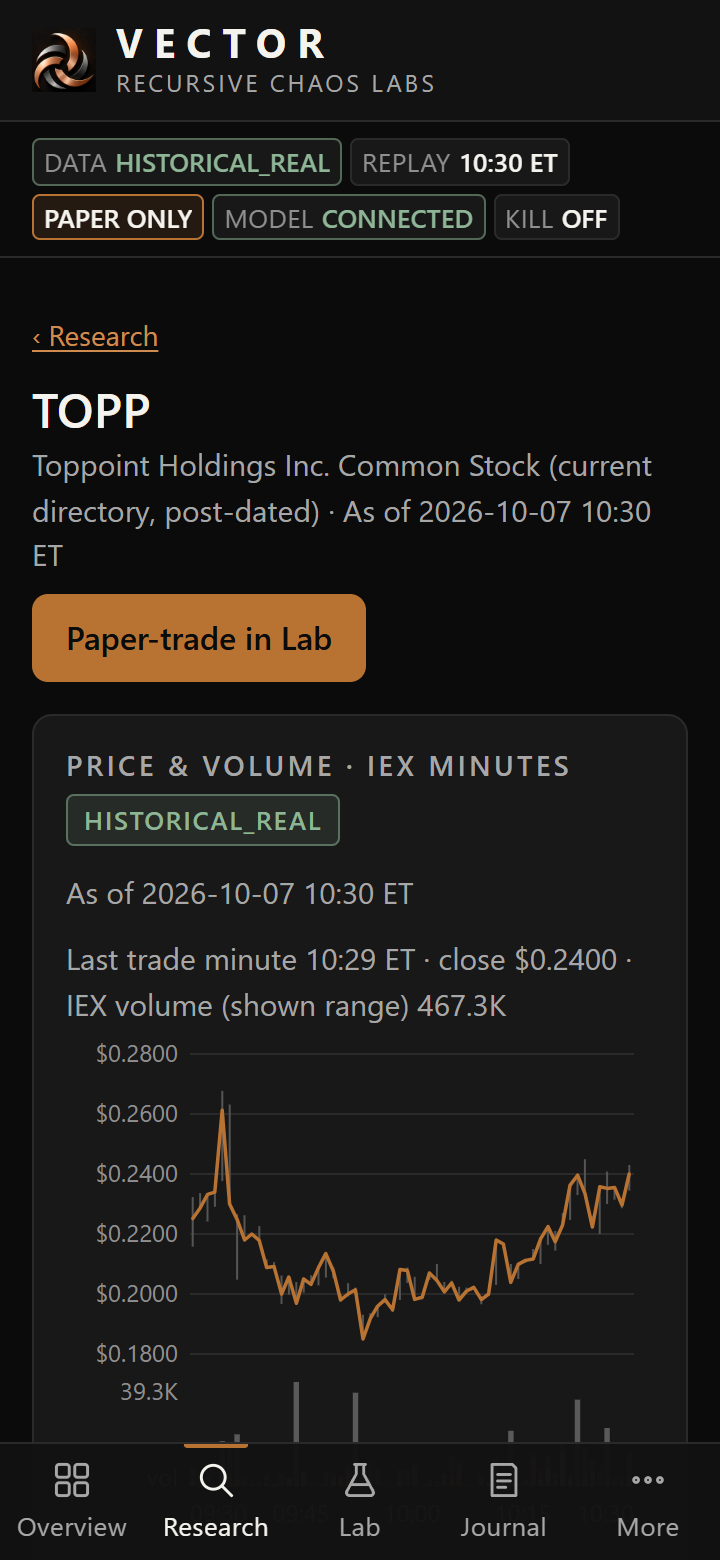 VECTOR
RECURSIVE CHAOS LABS
DATA HISTORICAL_REAL REPLAY 10:30 ET
PAPER ONLY MODEL CONNECTED KILL OFF
‹ Research
TOPP
Toppoint Holdings Inc. Common Stock (current
directory, post-dated) · As of 2026-10-07 10:30
ET
Paper-trade in Lab
PRICE & VOLUME · IEX MINUTES
HISTORICAL_REAL
As of 2026-10-07 10:30 ET
Last trade minute 10:29 ET · close $0.2400 ·
IEX volume (shown range) 467.3K
$0.2800
$0.2600
$0.2400
$0.2200
$0.2000
$0.1800
39.3K
Overview Research Lab Journal More